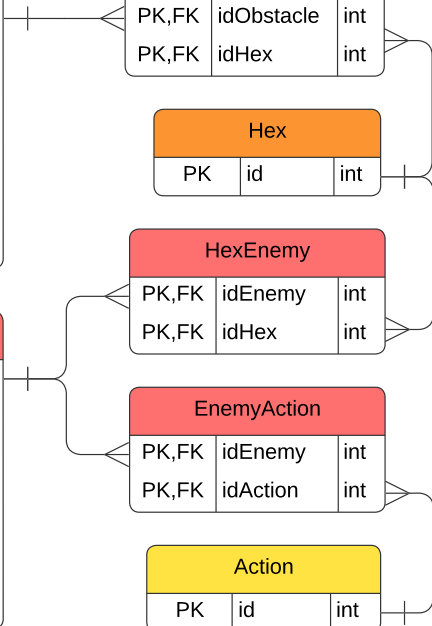 PK,FK idObstacle int
PK,FK idHex int
Hex
PK id int
HexEnemy
PK,FK idEnemy int
PK,FK idHex int
EnemyAction
PK,FK idEnemy int
PK,FK idAction int
Action
PK id int